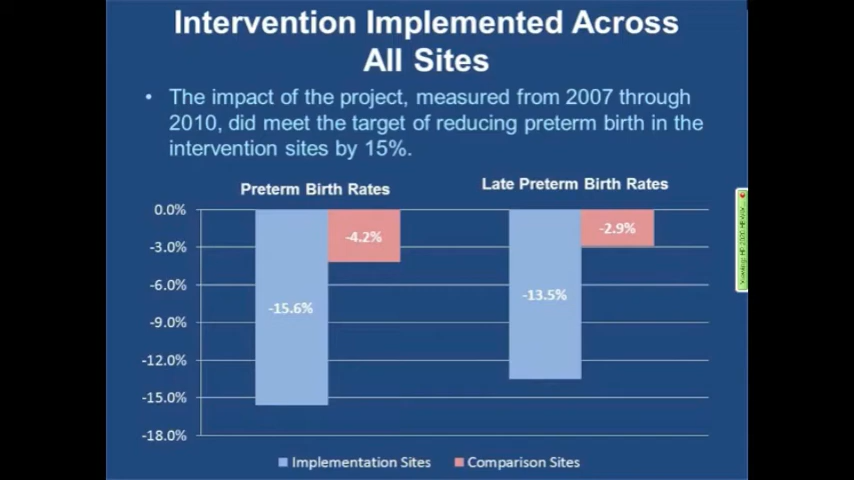 Intervention Implemented Across
All Sites
• The impact of the project, measured from 2007 through
2010, did meet the target of reducing preterm birth in the
intervention sites by 15%.
Preterm Birth Rates
Late Preterm Birth Rates
0.0%
-3.0%
-6.0%
-9.0%
-12.0%
-15.0%
-18.0%
-4.2%
-15.6%
-2.9%
-13.5%
Implementation Sites
Comparison Sites